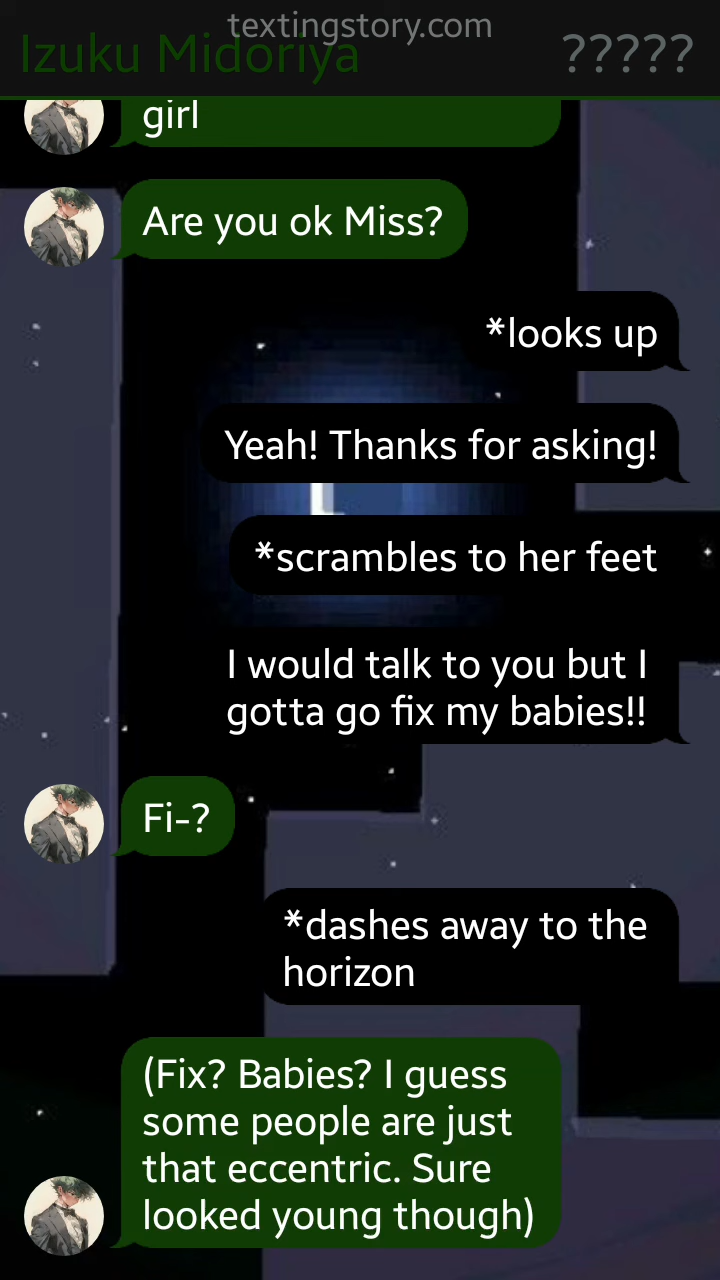 textingstory.com
Izuku Midoriya
?????
girl
Are you ok Miss?
*looks up
Yeah! Thanks for asking!
*scrambles to her feet
I would talk to you but I
gotta go fix my babies!!
Fi-?
*dashes away to the
horizon
(Fix? Babies? I guess
some people are just
that eccentric. Sure
looked young though)